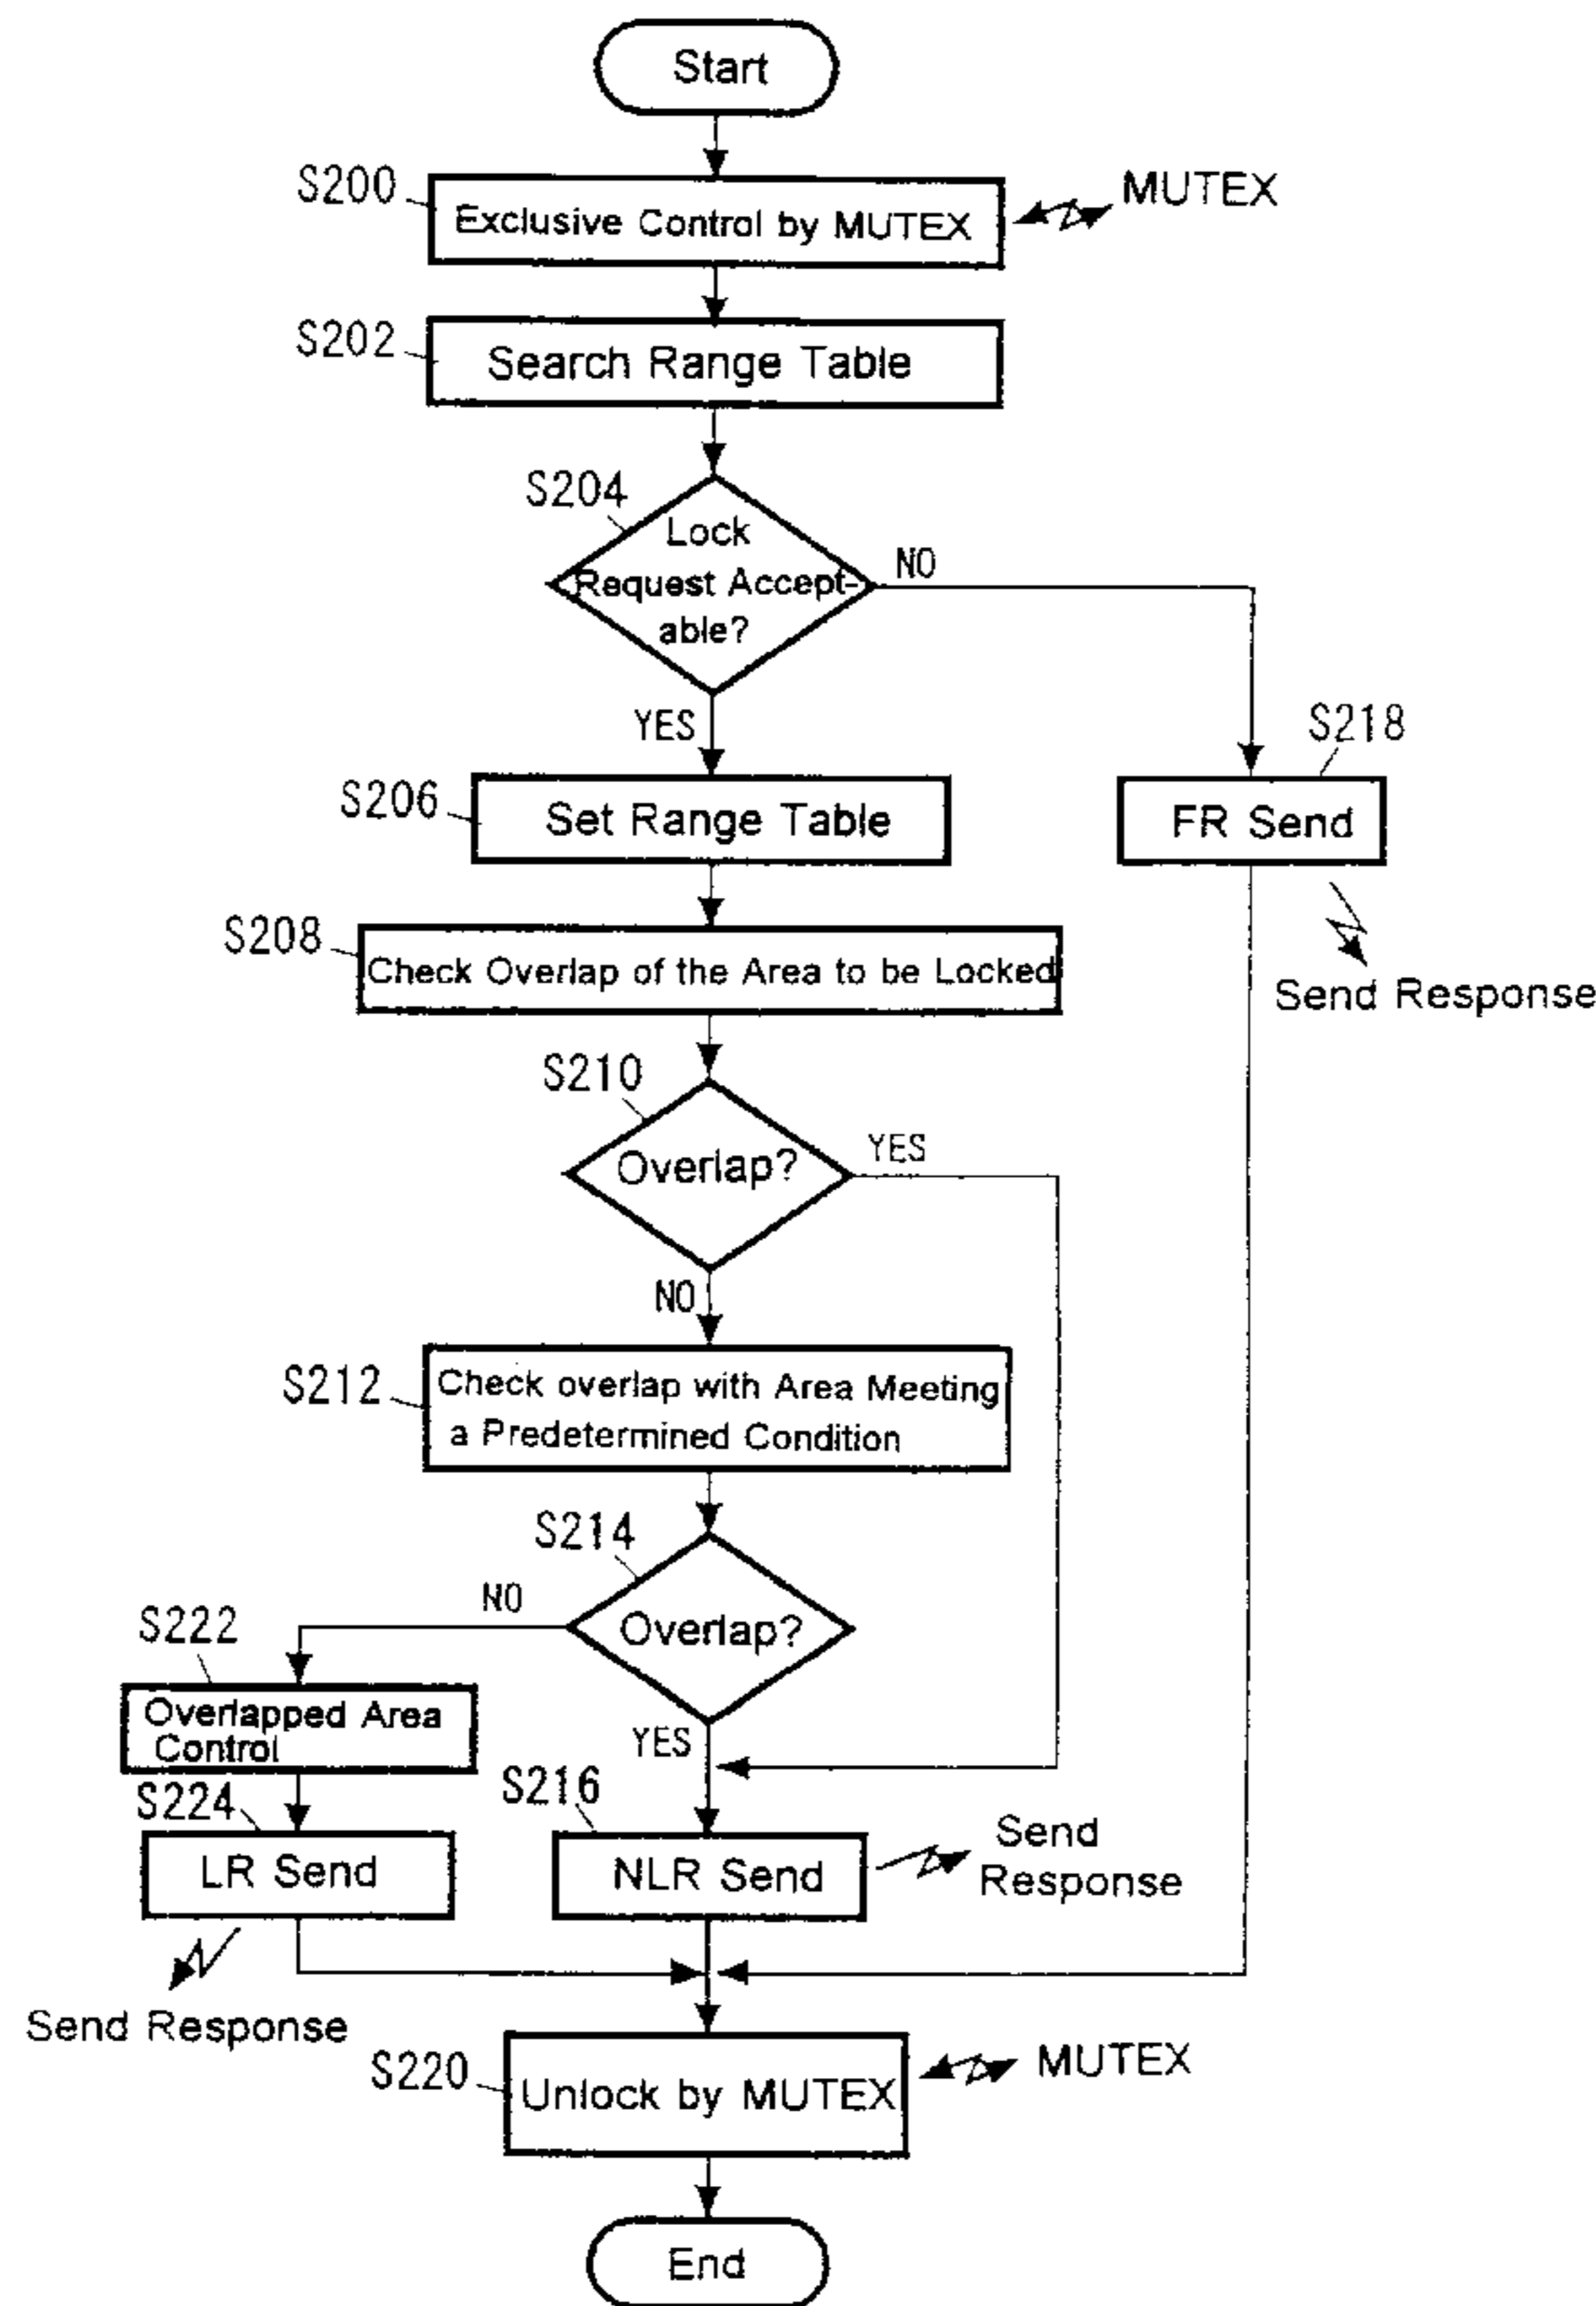 Start
S200
Exclusive Control by MUTEX
MUTEX
S202
Search Range Table
S204
Lock
Request Accept-
able?
NO
YES
S218
S206
Set Range Table
FR Send
S208
Check Overlap of the Area to be Locked
Send Response
S210
Overlap?
YES
NO
S212
Check overlap with Area Meeting
a Predetermined Condition
S214
NO
Overlap?
S222
Overlapped Area
Control
YES
S224
S216
LR Send
NLR Send
Send
Response
Send Response
S220
Unlock by MUTEX
MUTEX
End